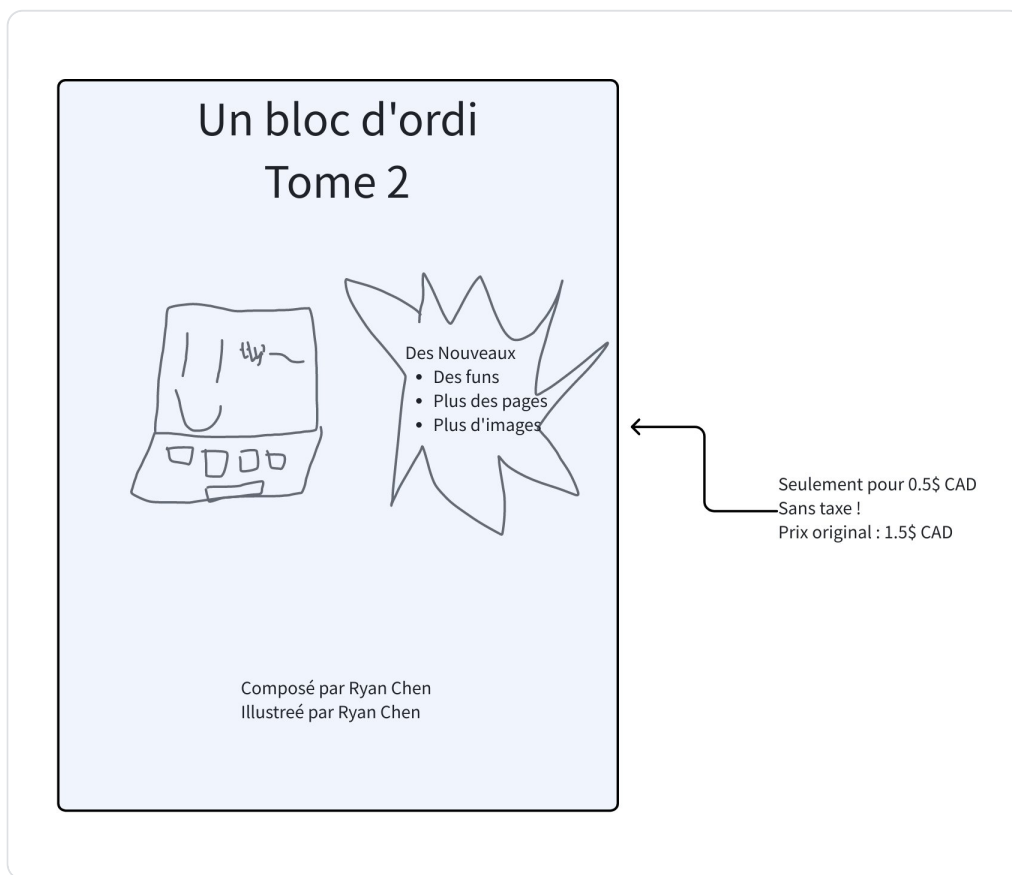 Un bloc d'ordi
Tome 2
Des Nouveaux
• Des funs
• Plus des pages
• Plus d'images
Seulement pour 0.5$ CAD
Sans taxe !
Prix original : 1.5$ CAD
Composé par Ryan Chen
Illustreé par Ryan Chen